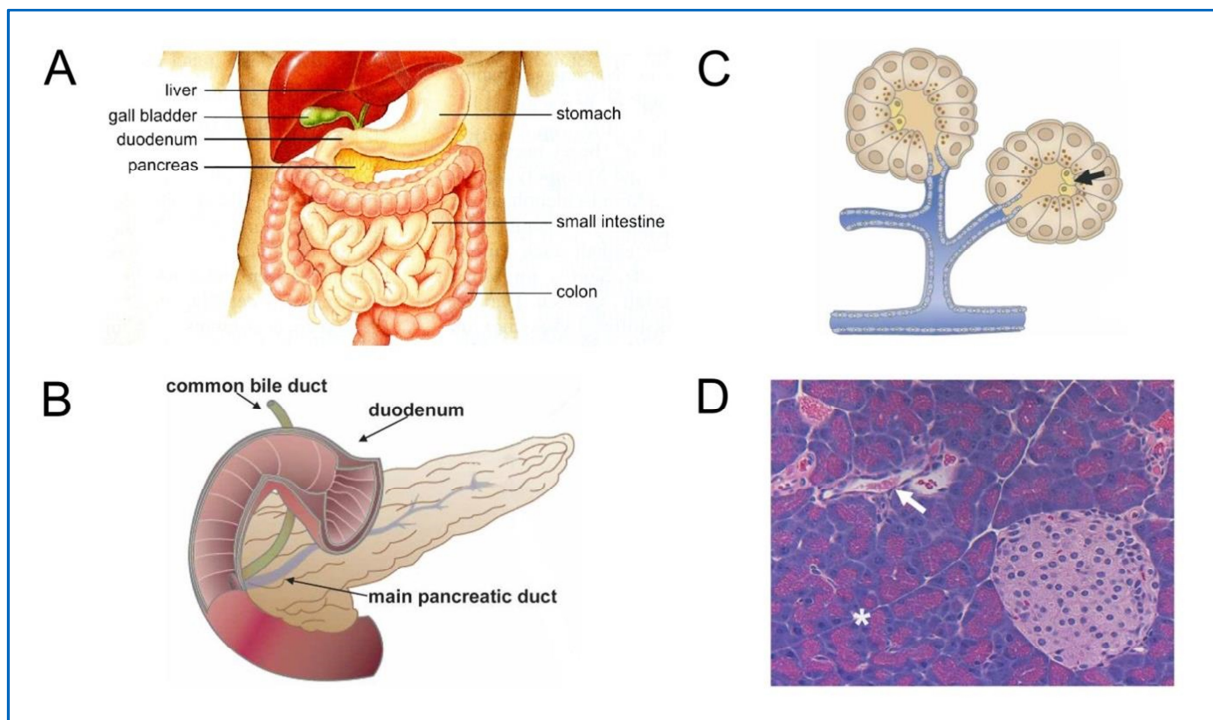 A
liver
gall bladder
duodenum
pancreas
stomach
small intestine
colon
B
common bile duct
duodenum
main pancreatic duct
C
D
*